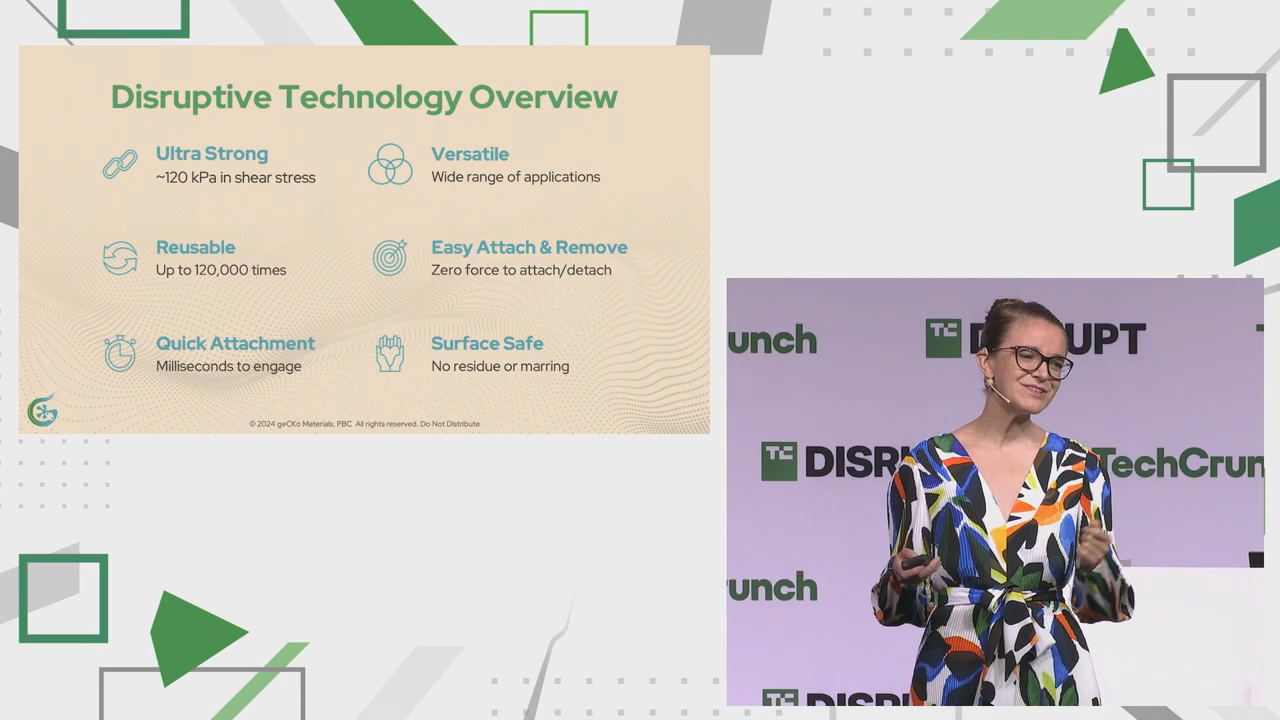 Disruptive Technology Overview
Ultra Strong
~120 kPa in shear stress
Versatile
Wide range of applications
Reusable
Up to 120,000 times
Easy Attach & Remove
Zero force to attach/detach
Quick Attachment
Milliseconds to engage
Surface Safe
No residue or marring
© 2024 geCKo Materials, PBC All rights reserved. Do Not Distribute
unch
TC
D RUPT
TC
DISR
TechCrun
runch
TC
DISR